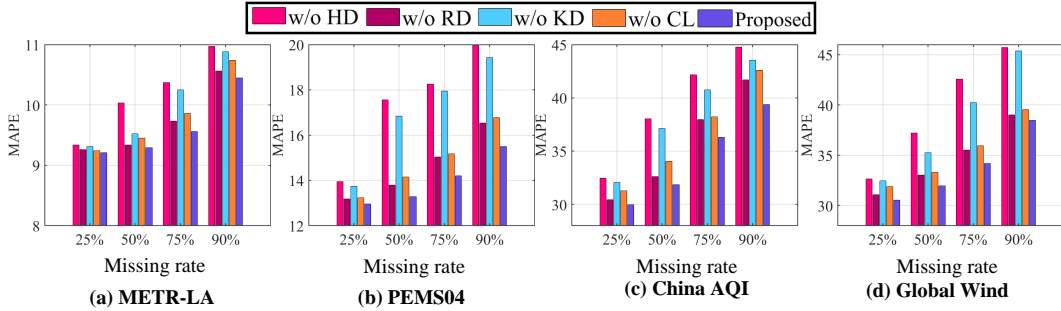 w/o HD w/o RD w/o KD w/o CL Proposed
MAPE
11
10
9
8
25% 50% 75% 90%
Missing rate
(a) METR-LA
MAPE
20
18
16
14
12
25% 50% 75% 90%
Missing rate
(b) PEMS04
MAPE
45
40
35
30
25% 50% 75% 90%
Missing rate
(c) China AQI
MAPE
45
40
35
30
25% 50% 75% 90%
Missing rate
(d) Global Wind